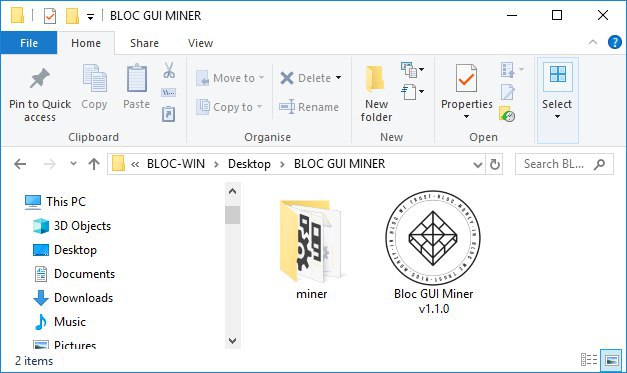 BLOC GUI MINER
File Home Share View
Pin to Quick access
Copy
Paste
Clipboard
Move to
Copy to
Delete
Rename
Organise
New folder
New
Properties
Open
Select
« BLOC-WIN > Desktop > BLOC GUI MINER
Search BL...
This PC
3D Objects
Desktop
Documents
Downloads
Music
Pictures
miner
Bloc GUI Miner
v1.1.0
2 items